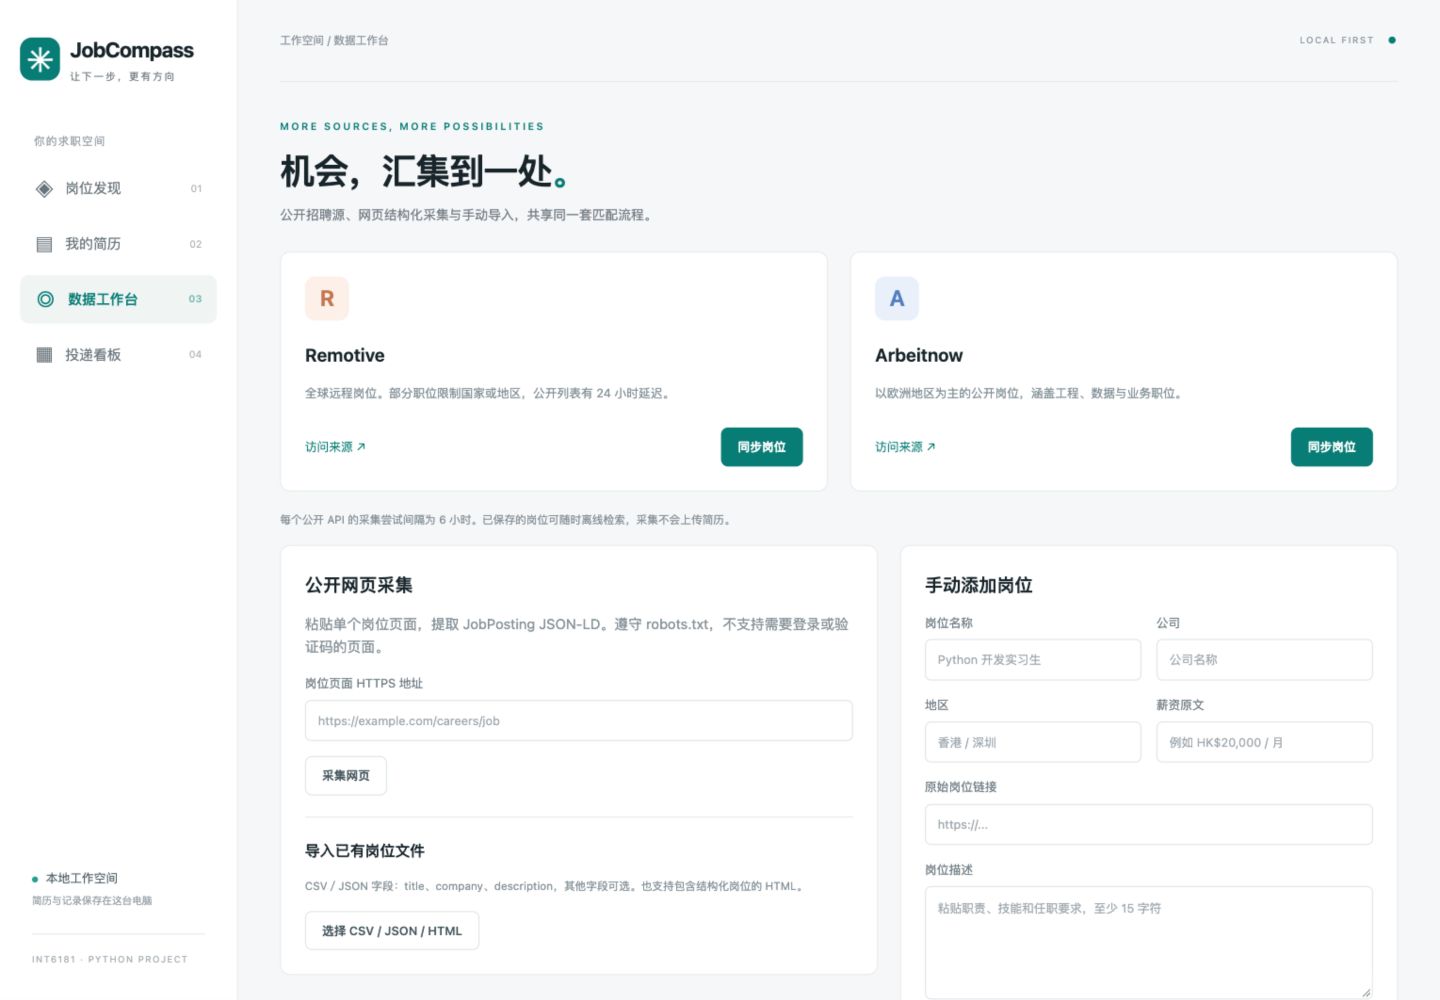 JobCompass
让下一步，更有方向
你的求职空间
岗位发现 01
我的简历 02
数据工作台 03
投递看板 04
本地工作空间
简历与记录保存在这台电脑
INT6181 · PYTHON PROJECT
工作空间 / 数据工作台
LOCAL FIRST
MORE SOURCES, MORE POSSIBILITIES
机会，汇集到一处。
公开招聘源、网页结构化采集与手动导入，共享同一套匹配流程。
R
Remotive
全球远程岗位。部分职位限制国家或地区，公开列表有 24 小时延迟。
访问来源 ↗
同步岗位
A
Arbeitnow
以欧洲地区为主的公开岗位，涵盖工程、数据与业务职位。
访问来源 ↗
同步岗位
每个公开 API 的采集尝试间隔为 6 小时。已保存的岗位可随时离线检索，采集不会上传简历。
公开网页采集
粘贴单个岗位页面，提取 JobPosting JSON-LD。遵守 robots.txt，不支持需要登录或验
证码的页面。
岗位页面 HTTPS 地址
https://example.com/careers/job
采集网页
导入已有岗位文件
CSV / JSON 字段：title、company、description，其他字段可选。也支持包含结构化岗位的 HTML。
选择 CSV / JSON / HTML
手动添加岗位
岗位名称 公司
Python 开发实习生 公司名称
地区 薪资原文
香港 / 深圳 例如 HK$20,000 / 月
原始岗位链接
https://...
岗位描述
粘贴职责、技能和任职要求，至少 15 字符